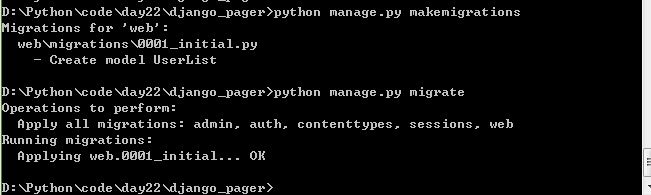 D:\Python\code\day22\django_pager>python manage.py makemigrations
Migrations for 'web':
  web\migrations\0001_initial.py
    - Create model UserList
D:\Python\code\day22\django_pager>python manage.py migrate
Operations to perform:
  Apply all migrations: admin, auth, contenttypes, sessions, web
Running migrations:
  Applying web.0001_initial... OK
D:\Python\code\day22\django_pager>